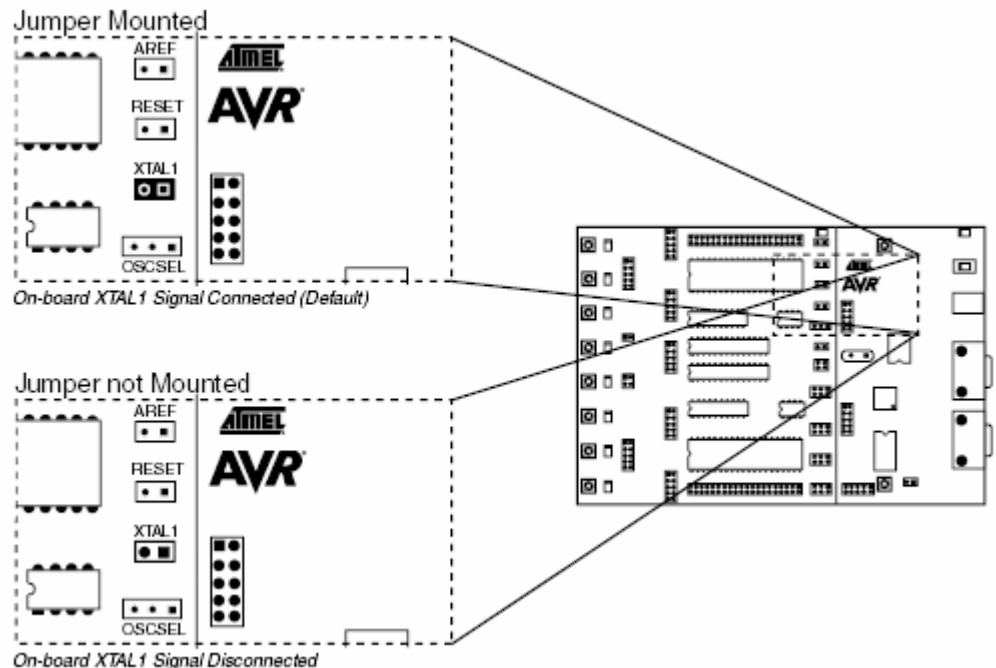 Jumper Mounted
AREF
ATMEL
AVR®
RESET
XTAL1
OSCSEL
On-board XTAL1 Signal Connected (Default)
AVR
Jumper not Mounted
AREF
ATMEL
AVR®
RESET
XTAL1
OSCSEL
On-board XTAL1 Signal Disconnected